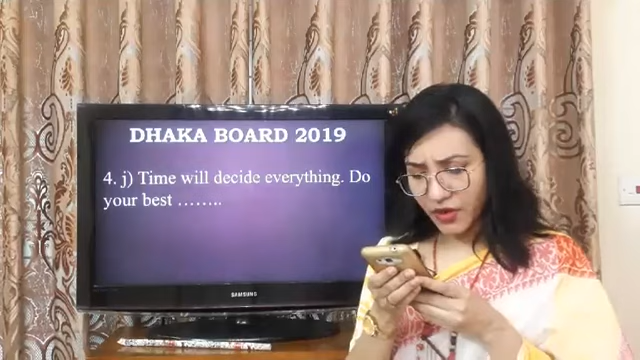 DHAKA BOARD 2019
4. j) Time will decide everything. Do
your best ……..
SAMSUNG